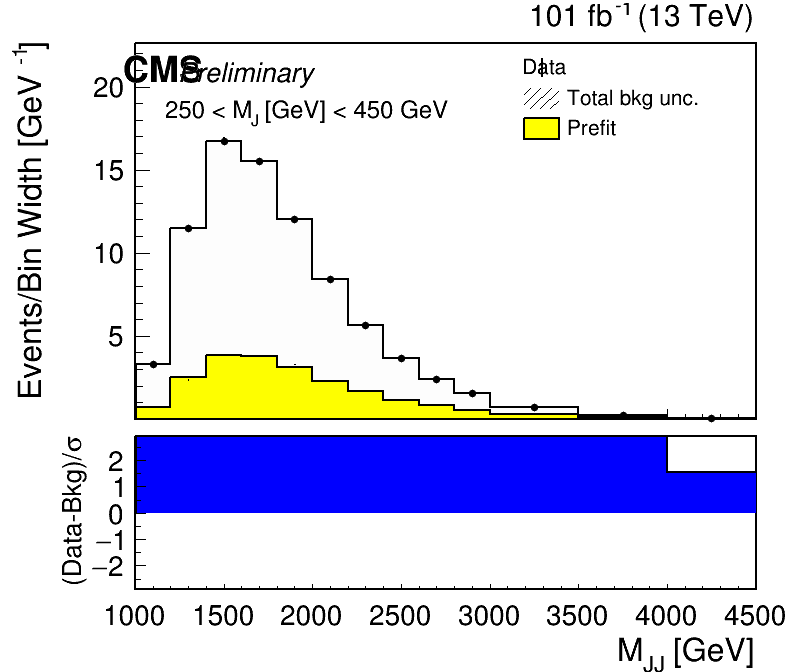 101 fb⁻¹ (13 TeV)
CMS Preliminary
250 < M_J [GeV] < 450 GeV
Data
Total bkg unc.
Prefit
Events/Bin Width [GeV⁻¹]
20
15
10
5
(Data-Bkg)/σ
2
1
0
−1
−2
1000 1500 2000 2500 3000 3500 4000 4500
M_JJ [GeV]